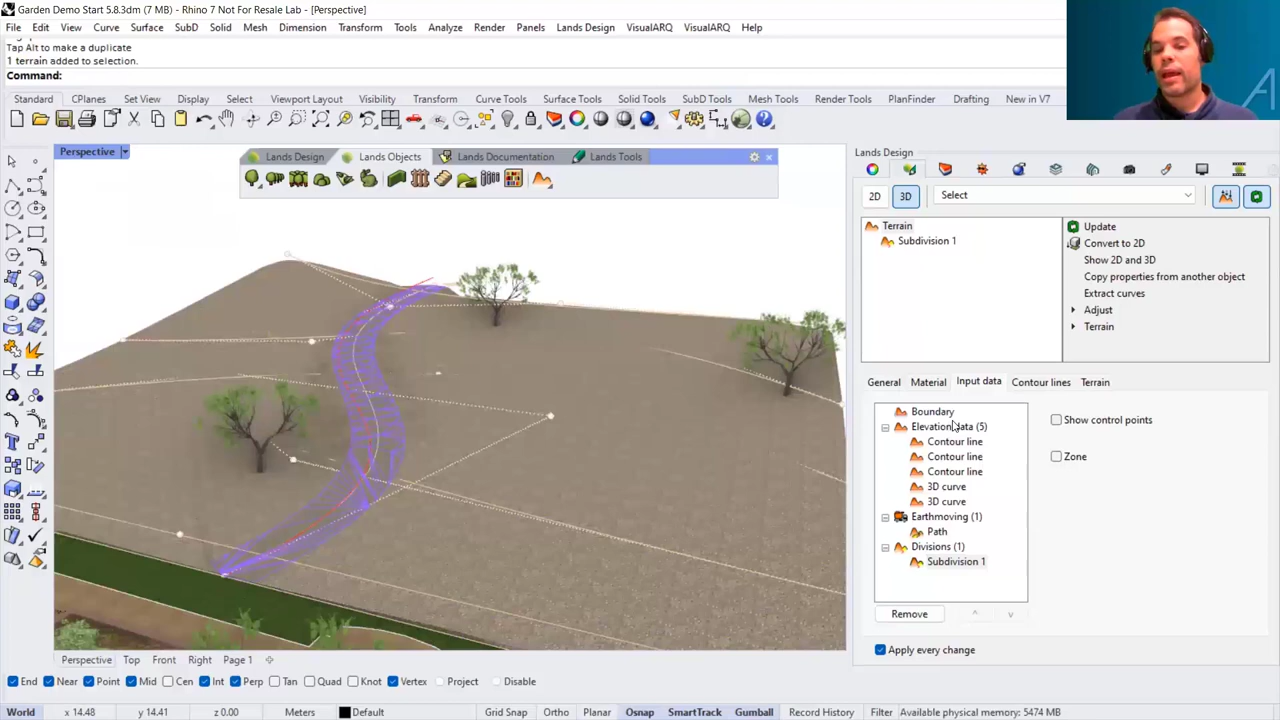 Garden Demo Start 5.8.3dm (7 MB) - Rhino 7 Not For Resale Lab - [Perspective]
File Edit View Curve Surface SubD Solid Mesh Dimension Transform Tools Analyze Render Panels Lands Design VisualARQ VisualARQ Help
Tap Alt to make a duplicate
1 terrain added to selection.
Command:
Standard CPlanes Set View Display Select Viewport Layout Visibility Transform Curve Tools Surface Tools Solid Tools SubD Tools Mesh Tools Render Tools PlanFinder Drafting New in V7
Perspective
Lands Design Lands Objects Lands Documentation Lands Tools
Lands Design
2D 3D Select
Terrain
Subdivision 1
Update
Convert to 2D
Show 2D and 3D
Copy properties from another object
Extract curves
Adjust
Terrain
General Material Input data Contour lines Terrain
Boundary
Elevation data (5)
Contour line
Contour line
Contour line
3D curve
3D curve
Earthmoving (1)
Path
Divisions (1)
Subdivision 1
Show control points
Zone
Remove
Apply every change
Perspective Top Front Right Page 1
End Near Point Mid Cen Int Perp Tan Quad Knot Vertex Project Disable
World x 14.48 y 14.41 z 0.00 Meters Default Grid Snap Ortho Planar Osnap SmartTrack Gumball Record History Filter Available physical memory: 5474 MB